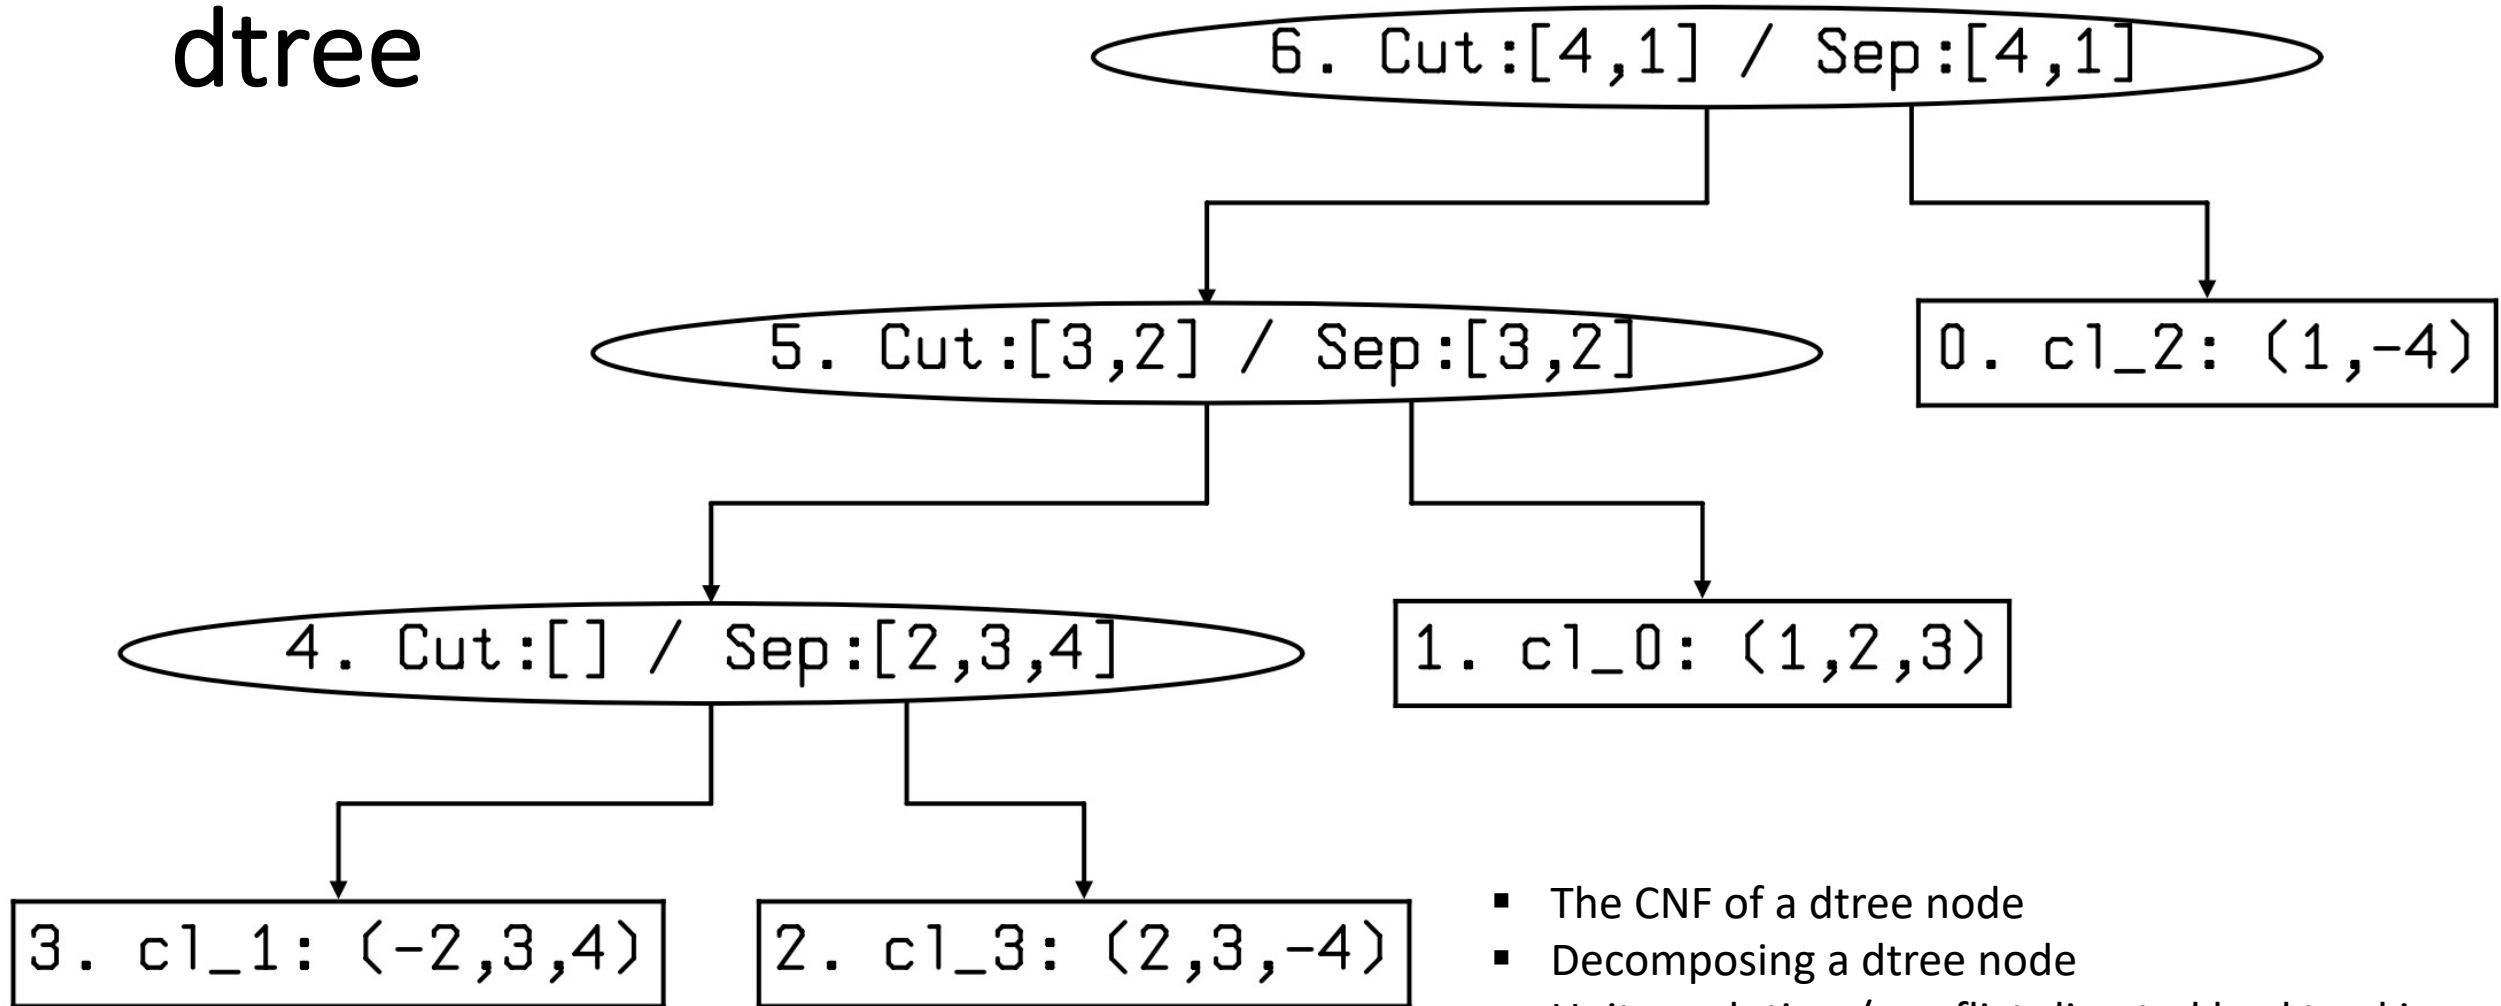 dtree
6. Cut:[4,1] / Sep:[4,1]
5. Cut:[3,2] / Sep:[3,2]
0. cl_2: (1,-4)
4. Cut:[] / Sep:[2,3,4]
1. cl_0: (1,2,3)
3. cl_1: (-2,3,4)
2. cl_3: (2,3,-4)
▪ The CNF of a dtree node
▪ Decomposing a dtree node